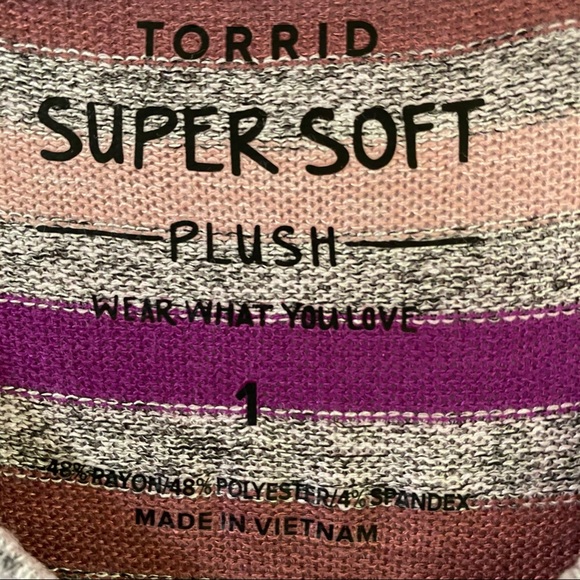 TORRID
SUPER SOFT
PLUSH
WEAR WHAT YOU LOVE
1
48% RAYON/48% POLYESTER/4% SPANDEX
MADE IN VIETNAM